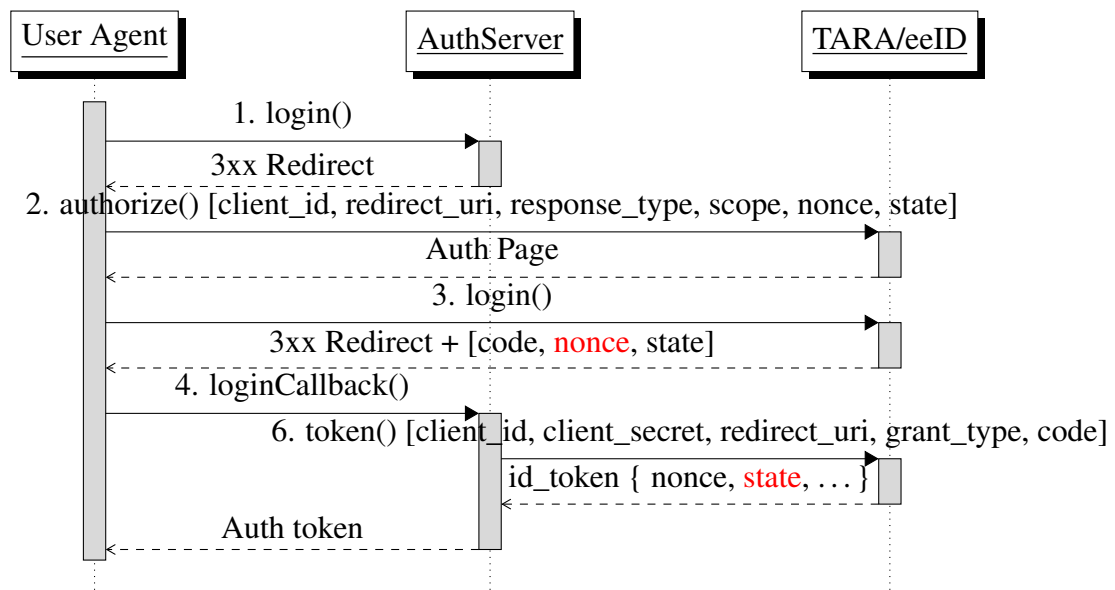 User Agent
AuthServer
TARA/eeID
1. login()
3xx Redirect
2. authorize() [client_id, redirect_uri, response_type, scope, nonce, state]
Auth Page
3. login()
3xx Redirect + [code, nonce, state]
4. loginCallback()
6. token() [client_id, client_secret, redirect_uri, grant_type, code]
id_token { nonce, state, ... }
Auth token